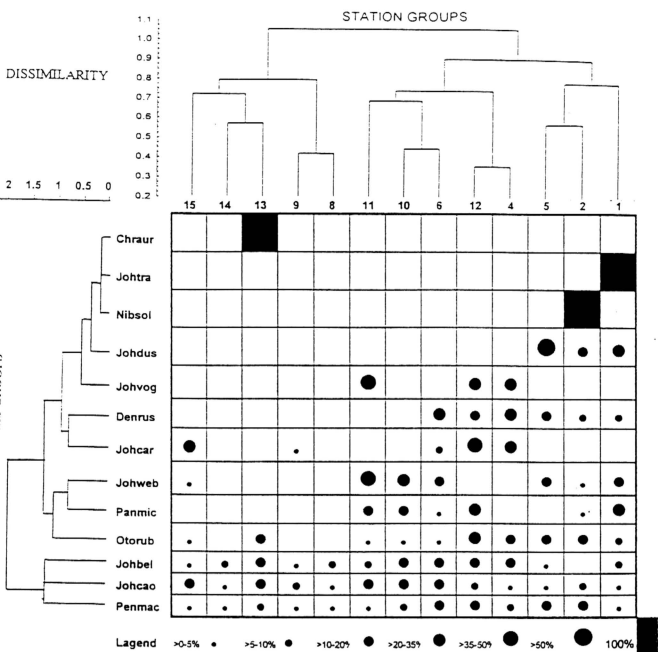 STATION GROUPS
1.1
1.0
DISSIMILARITY
0.9
0.8
0.7
0.6
0.5
0.4
0.3
2 1.5 1 0.5 0
0.2
15 14 13 9 8 11 10 6 12 4 5 2 1
Chraur
Johtra
Nibsol
Johdus
Johvog
Denrus
Johcar
Johweb
Panmic
Otorub
Johbel
Johcao
Penmac
Lagend >0-5% >5-10% >10-20% >20-35% >35-50% >50% 100%